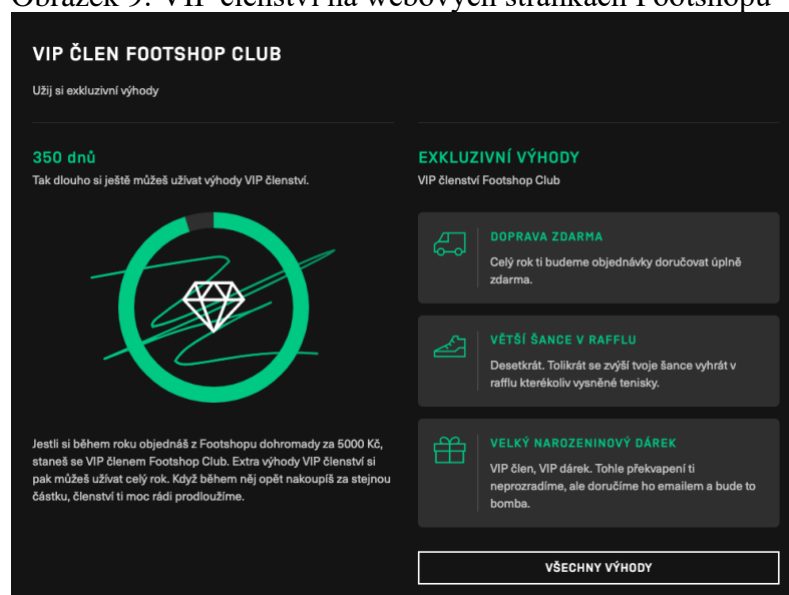 Obrázek 9: VIP členství na webových stránkách Footshopu
VIP ČLEN FOOTSHOP CLUB
Užij si exkluzivní výhody
350 dnů
Tak dlouho si ještě můžeš užívat výhody VIP členství.
Jestli si během roku objednáš z Footshopu dohromady za 5000 Kč,
staneš se VIP členem Footshop Club. Extra výhody VIP členství si
pak můžeš užívat celý rok. Když během něj opět nakoupíš za stejnou
částku, členství ti moc rádi prodloužíme.
EXKLUZIVNÍ VÝHODY
VIP členství Footshop Club
DOPRAVA ZDARMA
Celý rok ti budeme objednávky doručovat úplně
zdarma.
VĚTŠÍ ŠANCE V RAFFLU
Desetkrát. Tolikrát se zvýší tvoje šance vyhrát v
rafflu kterékoliv vysněné tenisky.
VELKÝ NAROZENINOVÝ DÁREK
VIP člen, VIP dárek. Tohle překvapení ti
neprozradíme, ale doručíme ho emailem a bude to
bomba.
VŠECHNY VÝHODY